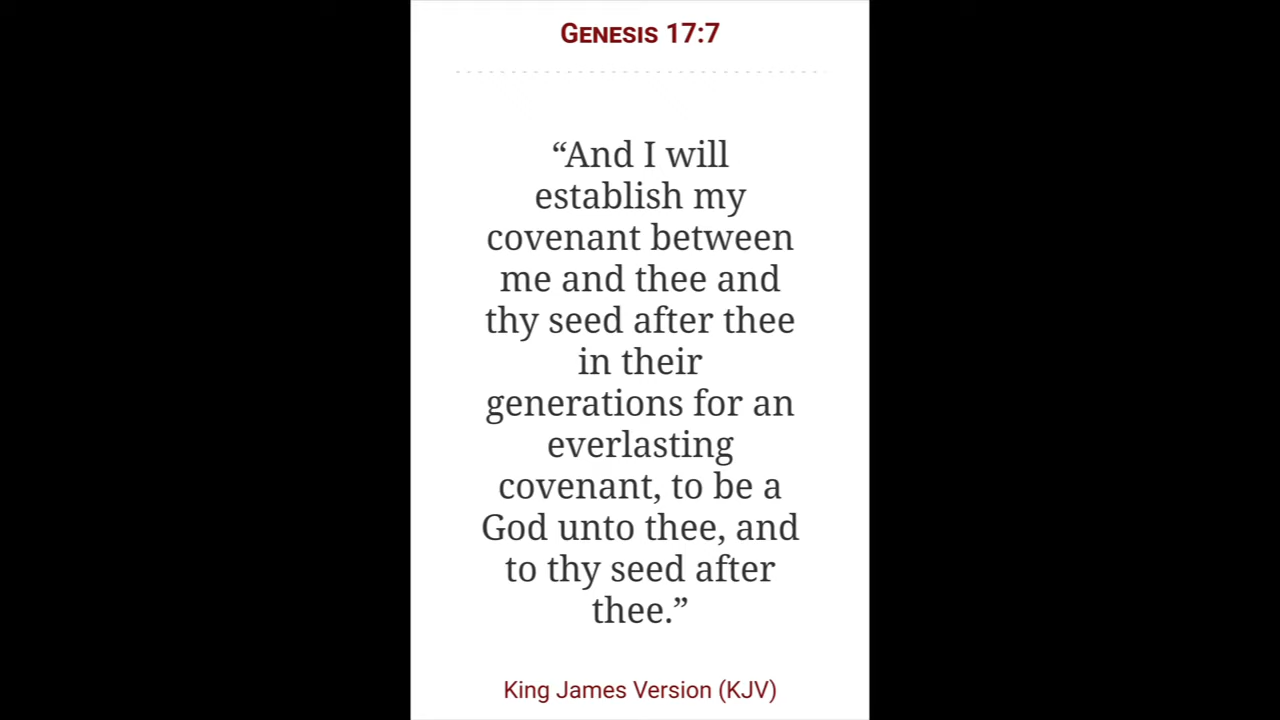 GENESIS 17:7
“And I will
establish my
covenant between
me and thee and
thy seed after thee
in their
generations for an
everlasting
covenant, to be a
God unto thee, and
to thy seed after
thee.”
King James Version (KJV)